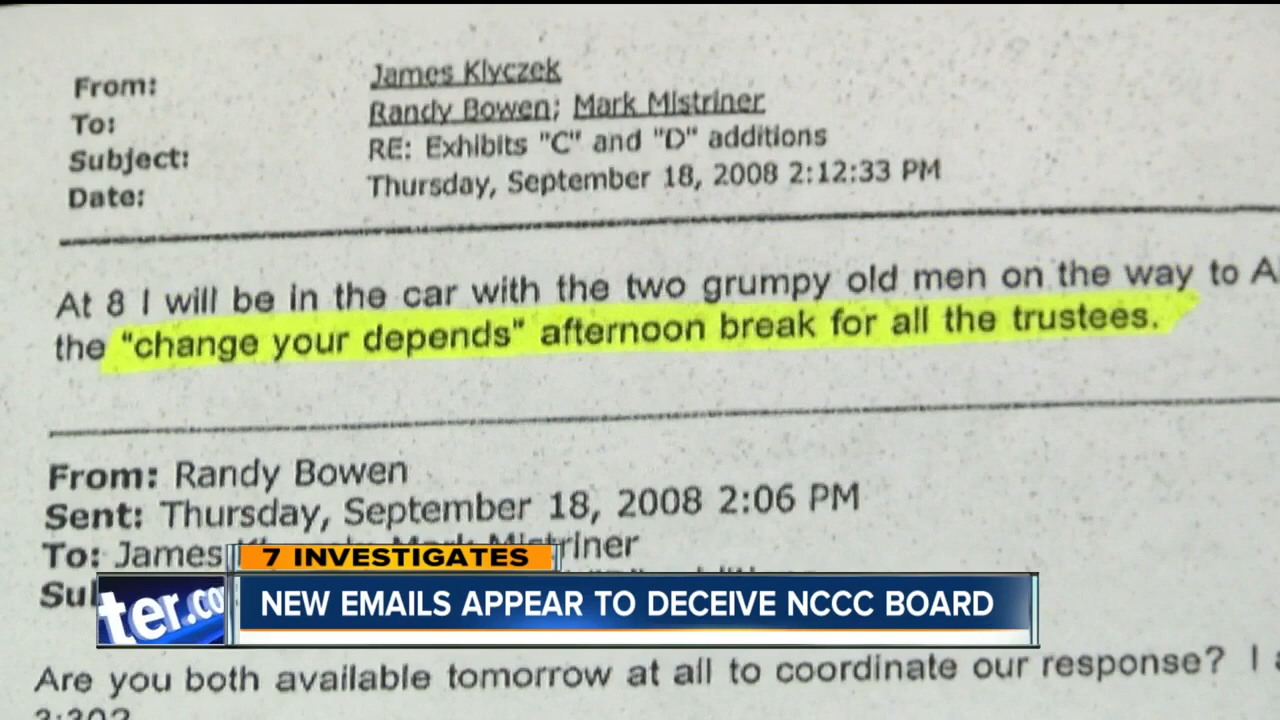 From: James Klyczek
To: Randy Bowen; Mark Mistriner
Subject: RE: Exhibits "C" and "D" additions
Date: Thursday, September 18, 2008 2:12:33 PM
At 8 I will be in the car with the two grumpy old men on the way to
the "change your depends" afternoon break for all the trustees.
From: Randy Bowen
Sent: Thursday, September 18, 2008 2:06 PM
To: James
7 INVESTIGATES
ter.co
NEW EMAILS APPEAR TO DECEIVE NCCC BOARD
Are you both available tomorrow at all to coordinate our response? I
3:30?